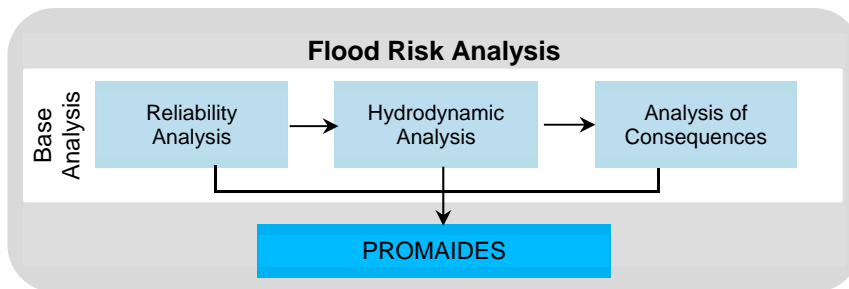 Flood Risk Analysis
Base
Analysis
Reliability
Analysis
Hydrodynamic
Analysis
Analysis of
Consequences
PROMAIDES